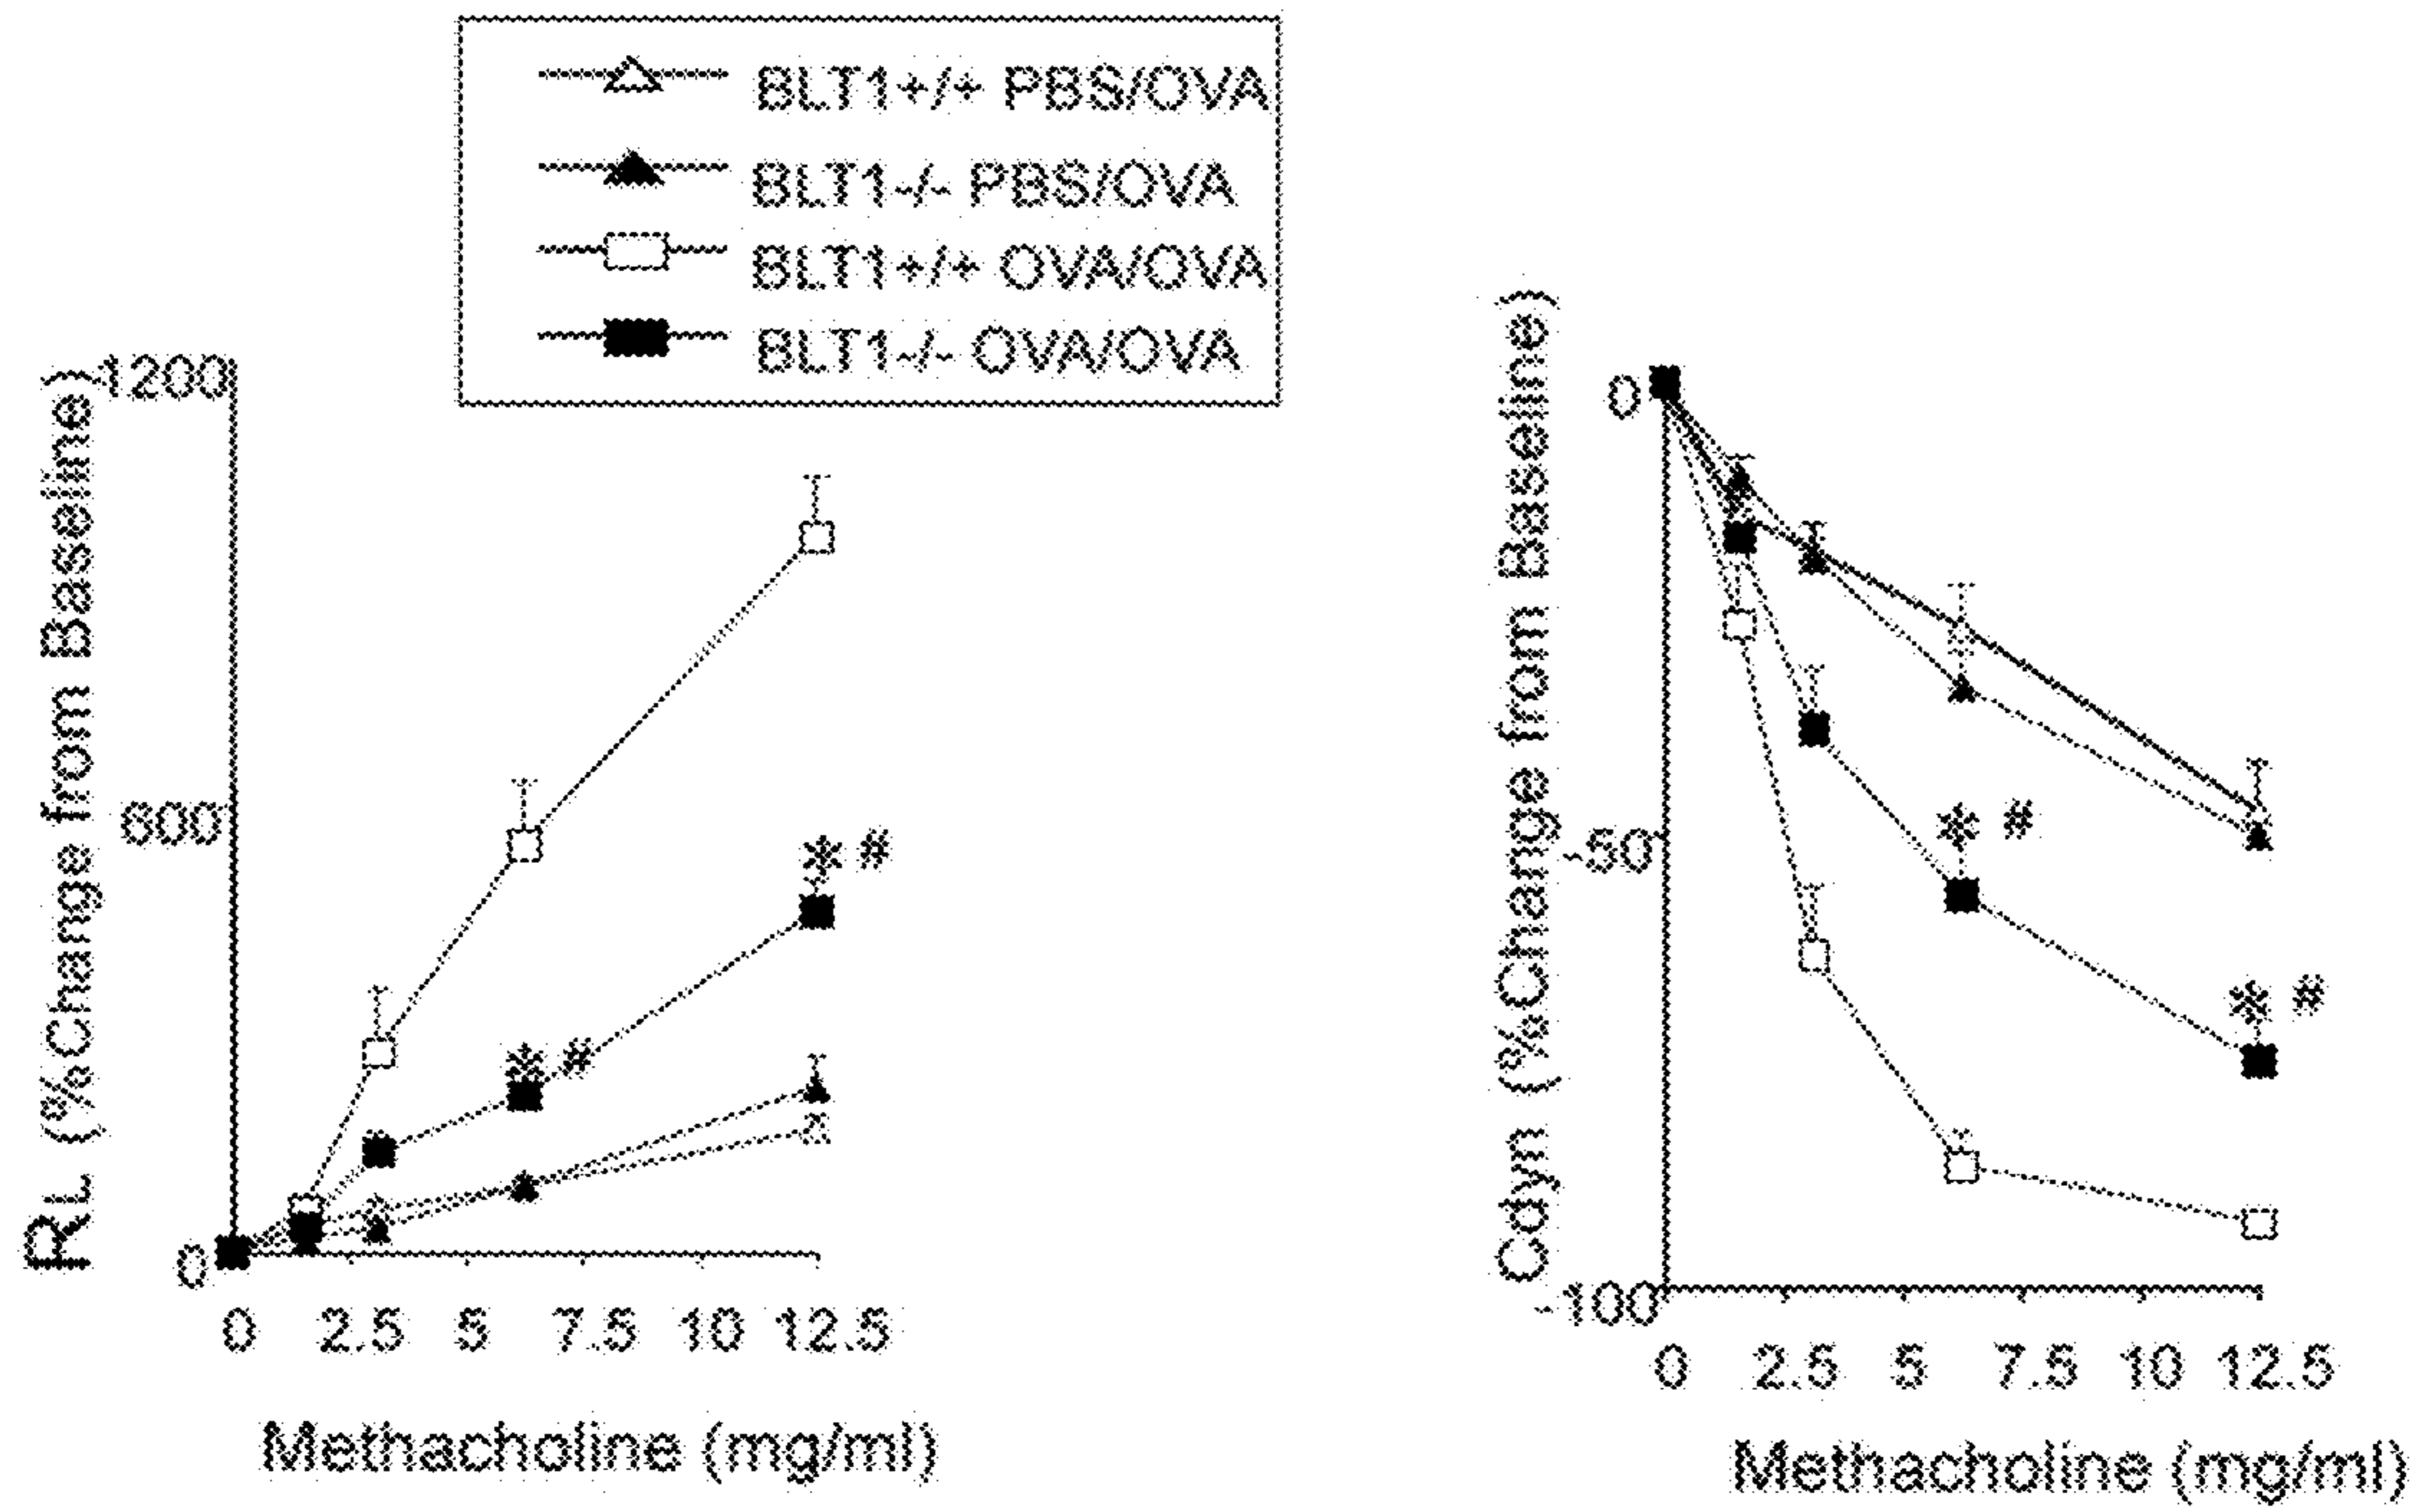 BLT1+/+ PBS/OVA
BLT1-/- PBS/OVA
BLT1+/+ OVA/OVA
BLT1-/- OVA/OVA
RL (%Change from Baseline)
1200
600
0
* #
* #
0 2.5 5 7.5 10 12.5
Methacholine (mg/ml)
Cdyn (%Change from Baseline)
0
-50
-100
* #
* #
0 2.5 5 7.5 10 12.5
Methacholine (mg/ml)